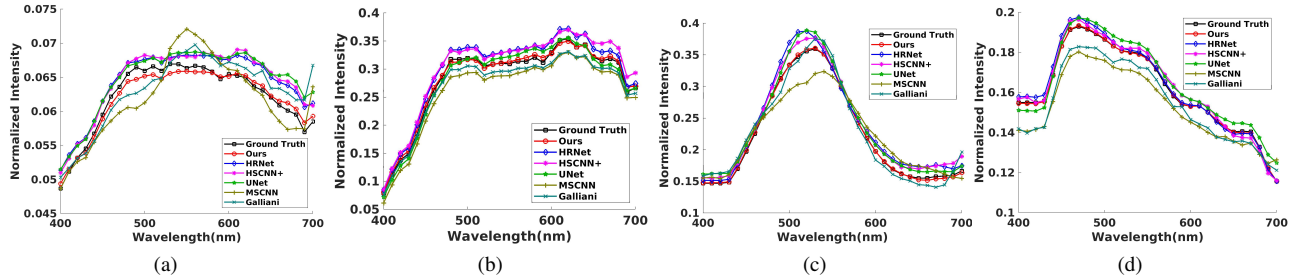 0.075
0.07
0.065
0.06
0.055
0.05
0.045
400
500
600
700
Normalized Intensity
Wavelength(nm)
Ground Truth
Ours
HRNet
HSCNN+
UNet
MSCNN
Galliani
(a)
0.4
0.3
0.2
0.1
0.05
400
500
600
700
Normalized Intensity
Wavelength(nm)
Ground Truth
Ours
HRNet
HSCNN+
UNet
MSCNN
Galliani
(b)
0.4
0.35
0.3
0.25
0.2
0.15
0.1
400
500
600
700
Normalized Intensity
Wavelength(nm)
Ground Truth
Ours
HRNet
HSCNN+
UNet
MSCNN
Galliani
(c)
0.2
0.18
0.16
0.14
0.12
0.1
400
500
600
700
Normalized Intensity
Wavelength(nm)
Ground Truth
Ours
HRNet
HSCNN+
UNet
MSCNN
Galliani
(d)